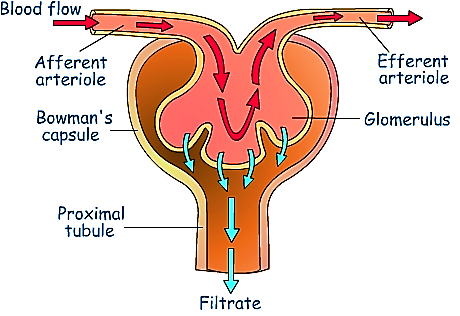 Blood flow
Afferent
arteriole
Efferent
arteriole
Bowman's
capsule
Glomerulus
Proximal
tubule
Filtrate